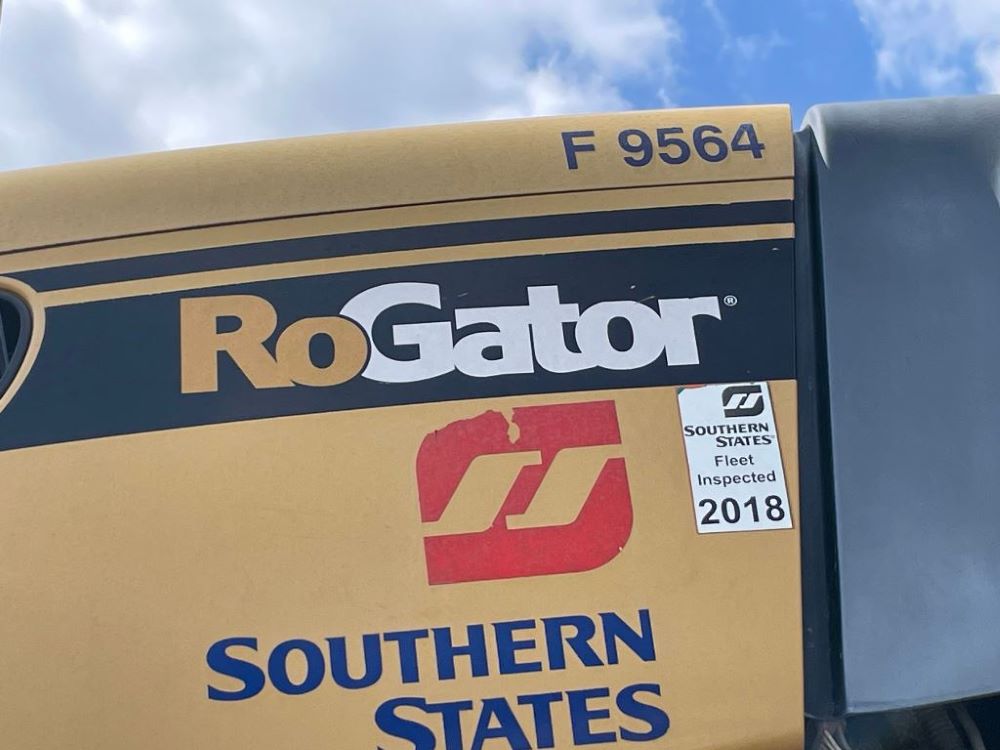 F 9564
RoGator®
SOUTHERN
STATES
Fleet
Inspected
2018
SOUTHERN
STATES